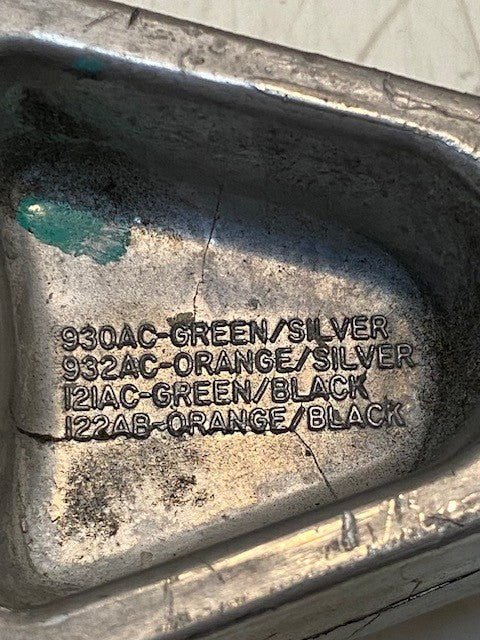 930AC-GREEN/SILVER
932AC-ORANGE/SILVER
121AC-GREEN/BLACK
122AB-ORANGE/BLACK